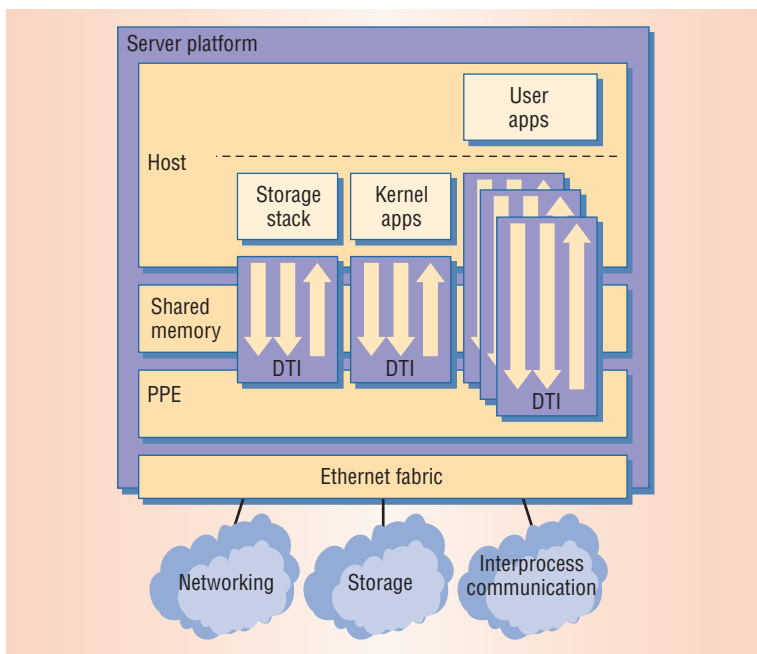 Server platform
User
apps
Host
Storage
stack
Kernel
apps
Shared
memory
DTI
DTI
PPE
DTI
Ethernet fabric
Networking
Storage
Interprocess
communication